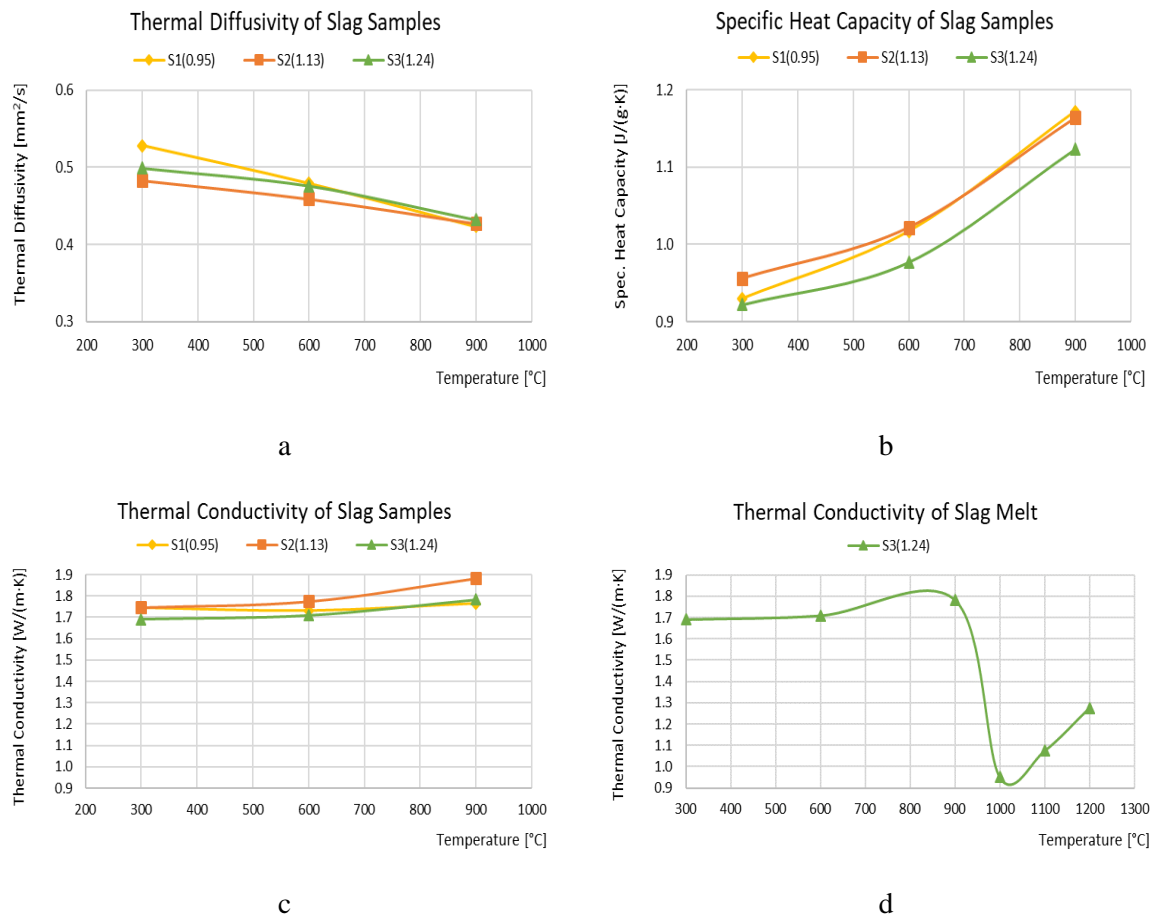 Thermal Diffusivity of Slag Samples
S1(0.95) S2(1.13) S3(1.24)
Thermal Diffusivity [mm²/s]
0.6
0.5
0.4
0.3
200 300 400 500 600 700 800 900 1000
Temperature [°C]
a
Specific Heat Capacity of Slag Samples
S1(0.95) S2(1.13) S3(1.24)
Spec. Heat Capacity [J/(g·K)]
1.2
1.1
1.0
0.9
200 300 400 500 600 700 800 900 1000
Temperature [°C]
b
Thermal Conductivity of Slag Samples
S1(0.95) S2(1.13) S3(1.24)
Thermal Conductivity [W/(m·K)]
1.9
1.8
1.7
1.6
1.5
1.4
1.3
1.2
1.1
1.0
0.9
200 300 400 500 600 700 800 900 1000
Temperature [°C]
c
Thermal Conductivity of Slag Melt
S3(1.24)
Thermal Conductivity [W/(m·K]
1.9
1.8
1.7
1.6
1.5
1.4
1.3
1.2
1.1
1.0
0.9
300 400 500 600 700 800 900 1000 1100 1200 1300
Temperature [°C]
d